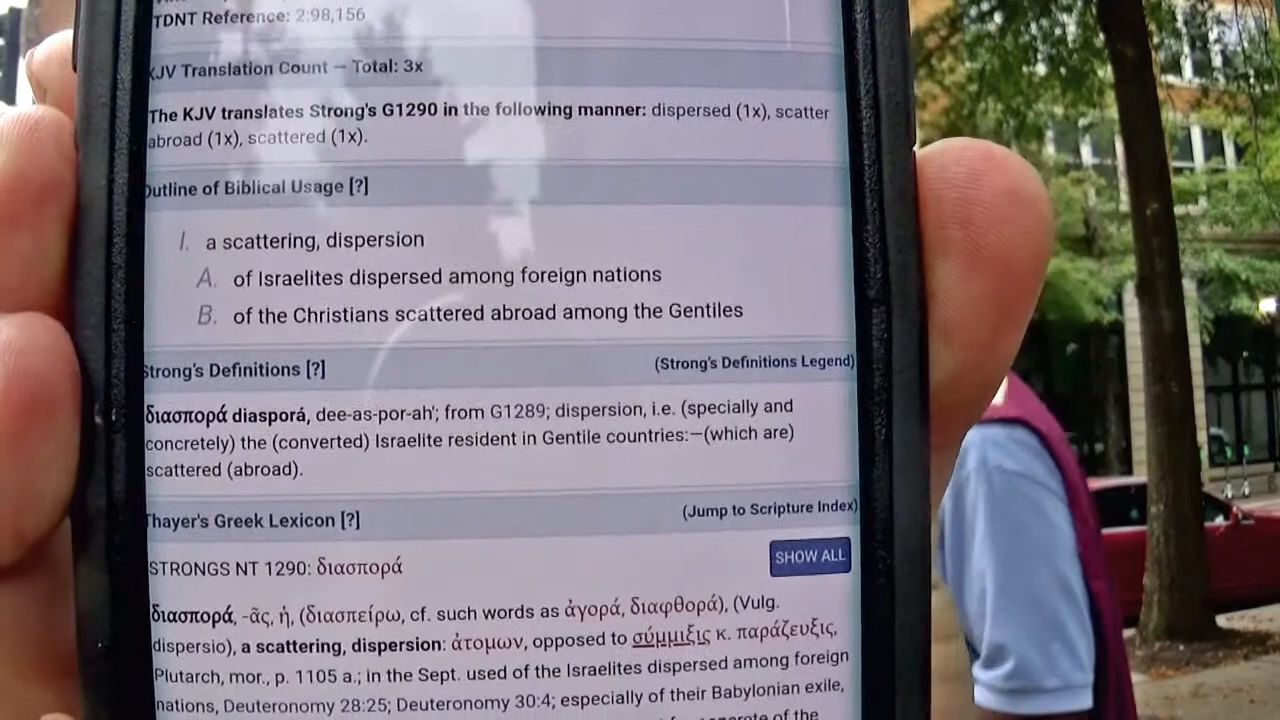 TDNT Reference: 2:98,156
KJV Translation Count — Total: 3x
The KJV translates Strong's G1290 in the following manner: dispersed (1x), scatter
abroad (1x), scattered (1x).
Outline of Biblical Usage [?]
I. a scattering, dispersion
A. of Israelites dispersed among foreign nations
B. of the Christians scattered abroad among the Gentiles
Strong's Definitions [?] (Strong's Definitions Legend)
διασπορά diasporá, dee-as-por-ah'; from G1289; dispersion, i.e. (specially and
concretely) the (converted) Israelite resident in Gentile countries:—(which are)
scattered (abroad).
Thayer's Greek Lexicon [?] (Jump to Scripture Index)
STRONGS NT 1290: διασπορά SHOW ALL
διασπορά, -ᾶς, ἡ, (διασπείρω, cf. such words as ἀγορά, διαφθορά), (Vulg.
dispersio), a scattering, dispersion: ἀτομων, opposed to σύμμιξις κ. παράζευξις,
Plutarch, mor., p. 1105 a.; in the Sept. used of the Israelites dispersed among foreign
nations, Deuteronomy 28:25; Deuteronomy 30:4; especially of their Babylonian exile,
of the